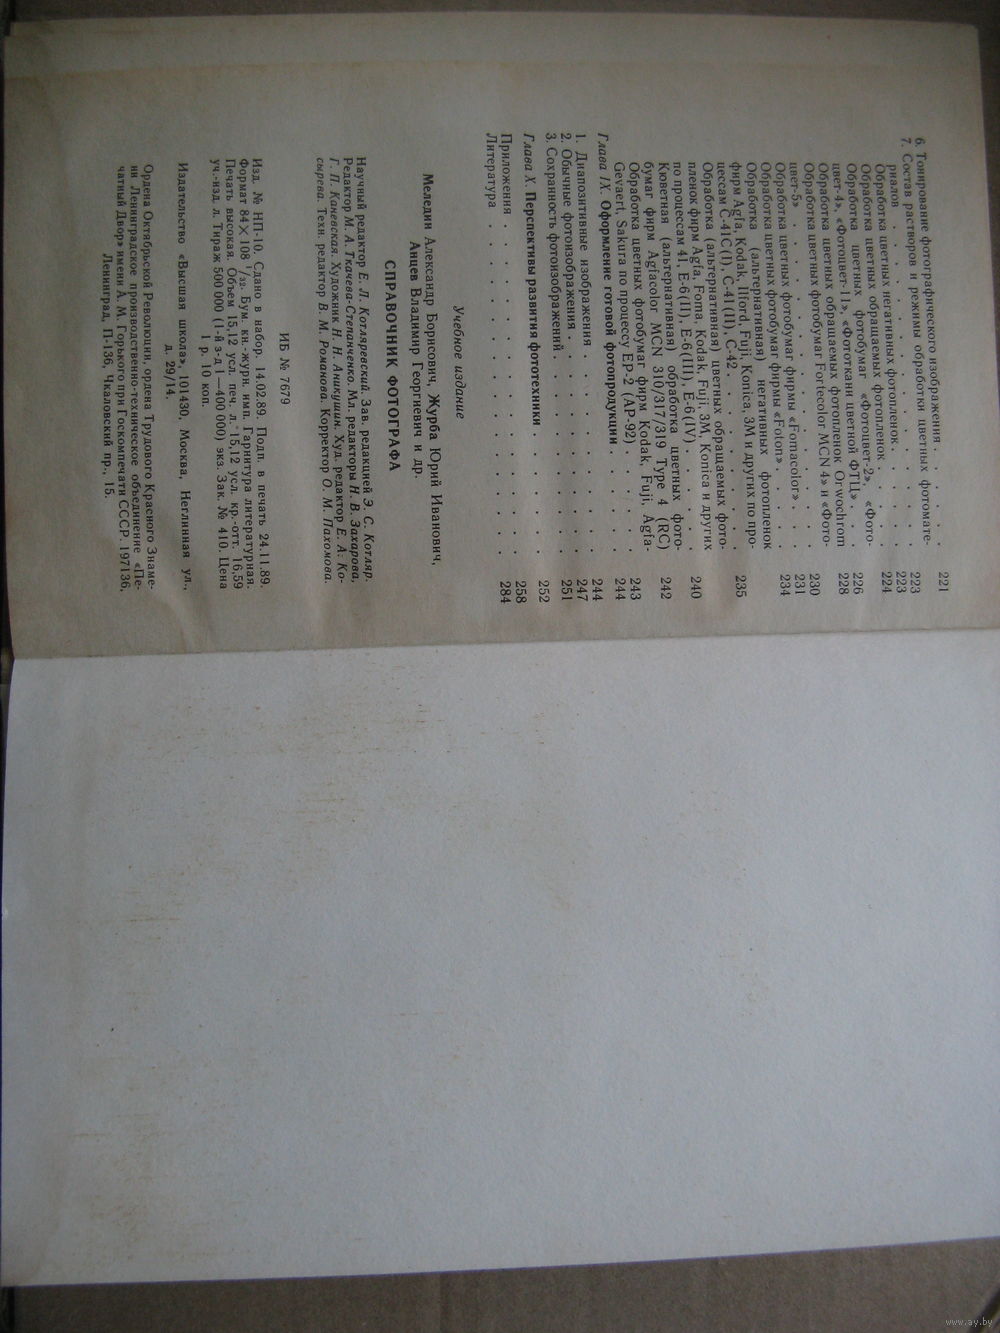 6. Тонирование фотографического изображения . . . . 221
7. Состав растворов и режимы обработки цветных фотомате-
риалов . . . . . . . . . . . . . . 223
Обработка цветных негативных фотопленок . . . . 223
Обработка цветных обращаемых фотопленок . . . . 224
Обработка цветных фотобумаг «Фотоцвет-2», «Фото-
цвет-4», «Фотоцвет-11», «Фототкани цветной ФТЦ» . . 226
Обработка цветных обращаемых фотопленок Orwochrom 228
Обработка цветных фотобумаг Fortecolor MCN 4» и «Фото-
цвет-5» . . . . . . . . . . . . . . 230
Обработка цветных фотобумаг фирмы «Fomacolor» . . 231
Обработка цветных фотобумаг фирмы «Foton» . . . . 234
Обработка (альтернативная) негативных фотопленок
фирм Agfa, Kodak, Ilford, Fuji, Konica, 3M и других по про-
цессам C-41C(I), C-41(II), C-42 . . . . . . . . 235
Обработка (альтернативная) цветных обращаемых фото-
пленок фирм Agfa, Foma, Kodak, Fuji, 3M, Konica и других
по процессам 41, E-6(II), E-6(III), E-6(IV) . . . . 240
Кюветная (альтернативная) обработка цветных фото-
бумаг фирм Agfacolor MCN 310/317/319 Type 4 (RC) 242
Обработка цветных фотобумаг фирм Kodak, Fuji, Agfa-
Gevaert, Sakura по процессу EP-2 (AP-92) . . . . . 243
Глава IX. Оформление готовой фотопродукции . . . . 244
1. Диапозитивные изображения . . . . . . . . 244
2. Обычные фотоизображения . . . . . . . . . 247
3. Сохранность фотоизображений . . . . . . . . 251
Глава X. Перспективы развития фототехники . . . . . 252
Приложения . . . . . . . . . . . . . 258
Литература . . . . . . . . . . . . . 284
Учебное издание
Меледин Александр Борисович, Журба Юрий Иванович,
Анцев Владимир Георгиевич и др.
СПРАВОЧНИК ФОТОГРАФА
Научный редактор Е. Л. Котляревский. Зав. редакцией Э. С. Котляр.
Редактор М. А. Ткачева-Степанченко. Мл. редакторы Н. В. Захарова,
Г. П. Каневская. Художник Н. Н. Аникушин. Худ. редактор Е. А. Ко-
сырева. Техн. редактор В. М. Романова. Корректор О. М. Пахомова.
ИБ № 7679
Изд. № НП-10. Сдано в набор. 14.02.89. Подп. в печать 24.11.89.
Формат 84×108 1/32. Бум. кн.-журн. имп. Гарнитура литературная.
Печать высокая. Объем 15,12 усл. печ. л. 15,12 усл. кр.-отт. 16,59
уч.-изд. л. Тираж 500 000 (1-й з-д 1—400 000) экз. Зак. № 410. Цена
1 р. 10 коп.
Издательство «Высшая школа», 101430, Москва, Неглинная ул.,
д. 29/14.
Ордена Октябрьской Революции, ордена Трудового Красного Знаме-
ни Ленинградское производственно-техническое объединение «Пе-
чатный Двор» имени А. М. Горького при Госкомпечати СССР. 197136,
Ленинград, П-136, Чкаловский пр., 15.
www.ay.by